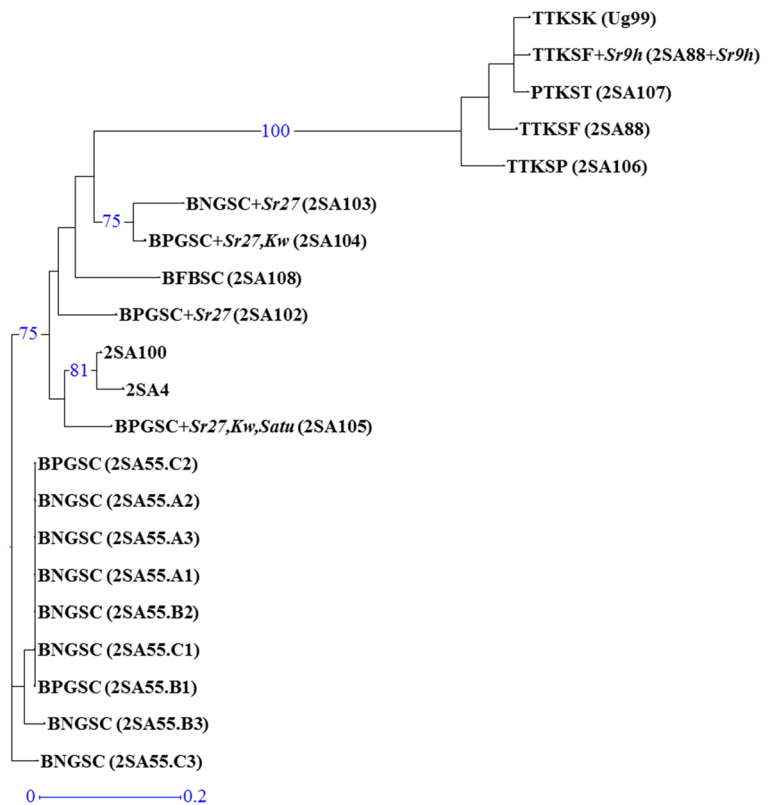 TTKSK (Ug99)
TTKSF+Sr9h (2SA88+Sr9h)
PTKST (2SA107)
TTKSF (2SA88)
100
TTKSP (2SA106)
BNGSC+Sr27 (2SA103)
75
BPGSC+Sr27,Kw (2SA104)
BFBSC (2SA108)
BPGSC+Sr27 (2SA102)
75
2SA100
81
2SA4
BPGSC+Sr27,Kw,Satu (2SA105)
BPGSC (2SA55.C2)
BNGSC (2SA55.A2)
BNGSC (2SA55.A3)
BNGSC (2SA55.A1)
BNGSC (2SA55.B2)
BNGSC (2SA55.C1)
BPGSC (2SA55.B1)
BNGSC (2SA55.B3)
BNGSC (2SA55.C3)
0 0.2